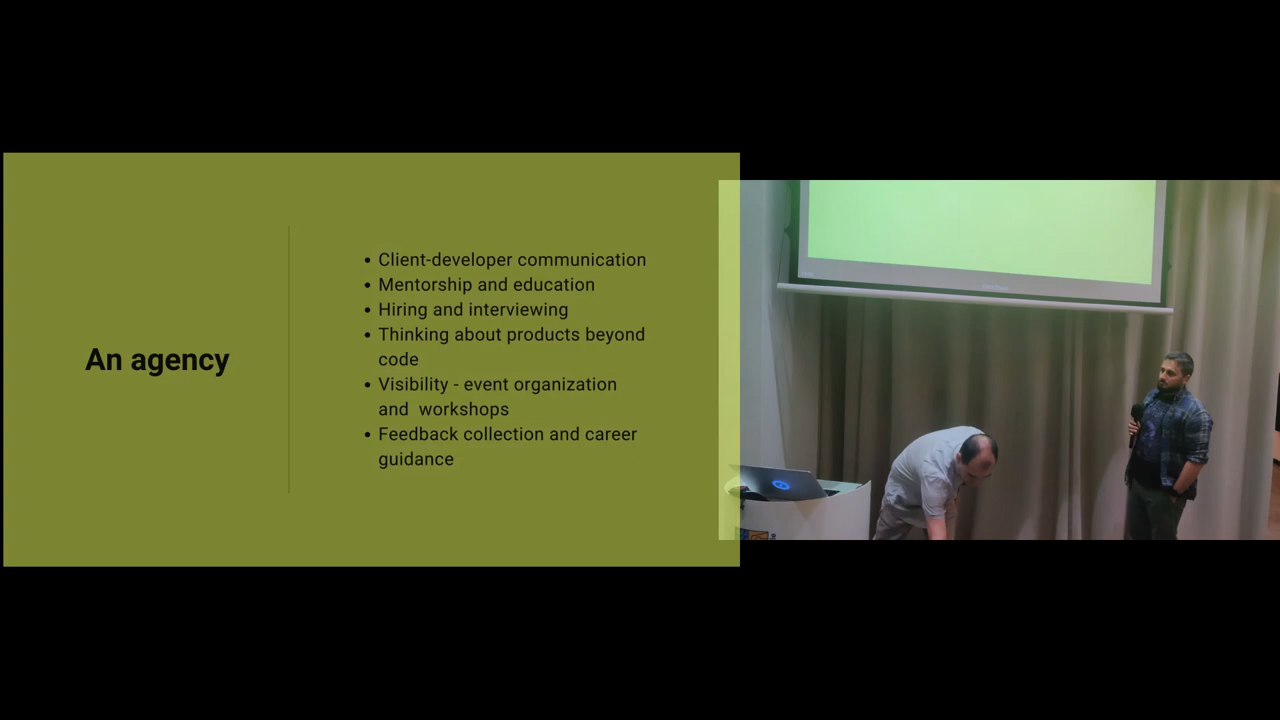 An agency
• Client-developer communication
• Mentorship and education
• Hiring and interviewing
• Thinking about products beyond
code
• Visibility - event organization
and  workshops
• Feedback collection and career
guidance